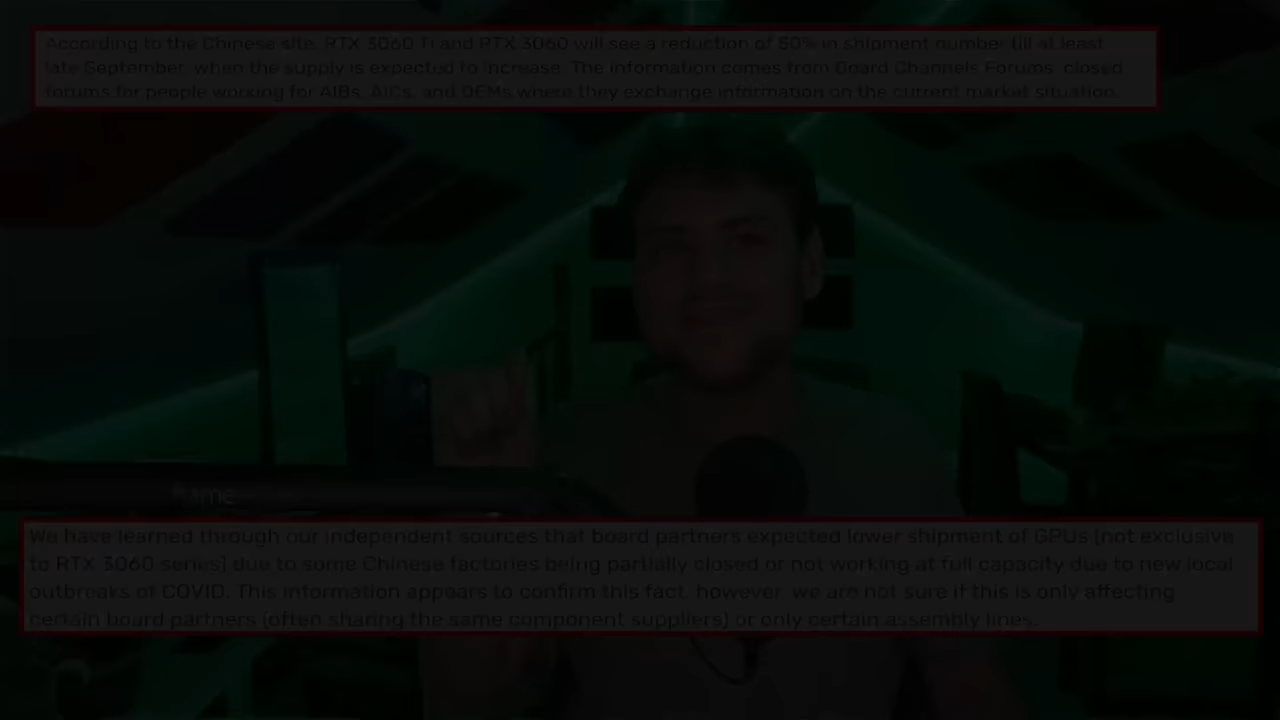 According to the Chinese site, RTX 3060 Ti and RTX 3060 will see a reduction of 50% in shipment number till at least
late September, when the supply is expected to increase. The information comes from Board Channels Forums, closed
forums for people working for AIBs, AICs, and OEMs where they exchange information on the current market situation.
frame
We have learned through our independent sources that board partners expected lower shipment of GPUs (not exclusive
to RTX 3060 series) due to some Chinese factories being partially closed or not working at full capacity due to new local
outbreaks of COVID. This information appears to confirm this fact, however, we are not sure if this is only affecting
certain board partners (often sharing the same component suppliers) or only certain assembly lines.